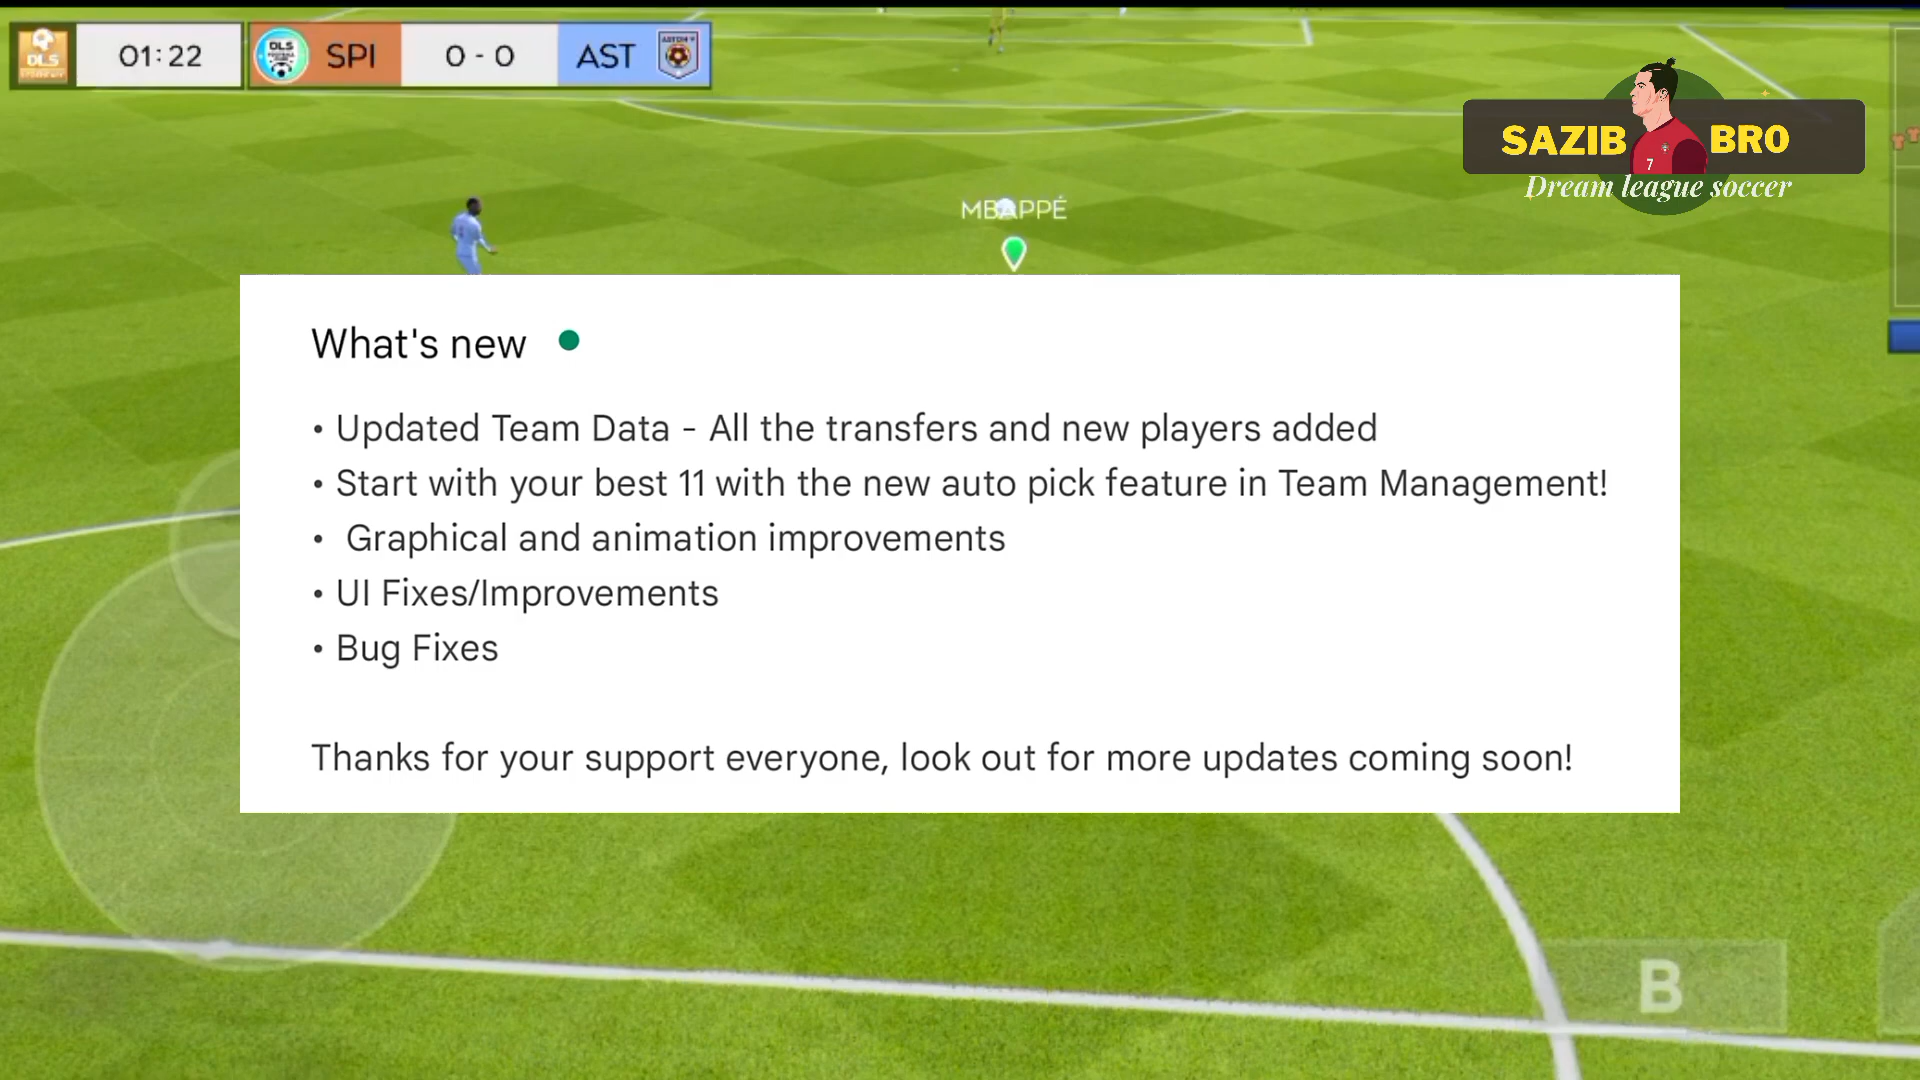 DLS
01:22
DLS
SPI
0 - 0
AST
SAZIB BRO
7
Dream league soccer
MBAPPÉ
What's new
• Updated Team Data - All the transfers and new players added
• Start with your best 11 with the new auto pick feature in Team Management!
• Graphical and animation improvements
• UI Fixes/Improvements
• Bug Fixes
Thanks for your support everyone, look out for more updates coming soon!
B